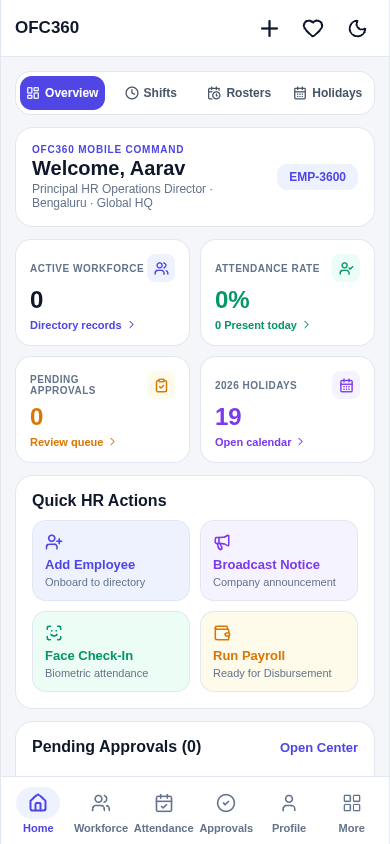 OFC360
Overview
Shifts
Rosters
Holidays
OFC360 MOBILE COMMAND
Welcome, Aarav
Principal HR Operations Director ·
Bengaluru · Global HQ
EMP-3600
ACTIVE WORKFORCE
0
Directory records
ATTENDANCE RATE
0%
0 Present today
PENDING
APPROVALS
0
Review queue
2026 HOLIDAYS
19
Open calendar
Quick HR Actions
Add Employee
Onboard to directory
Broadcast Notice
Company announcement
Face Check-In
Biometric attendance
Run Payroll
Ready for Disbursement
Pending Approvals (0)
Open Center
Home
Workforce
Attendance
Approvals
Profile
More